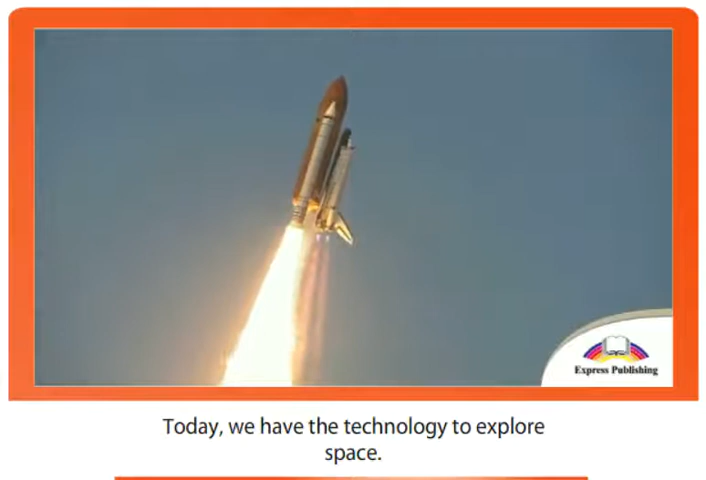 Express Publishing
Today, we have the technology to explore
space.